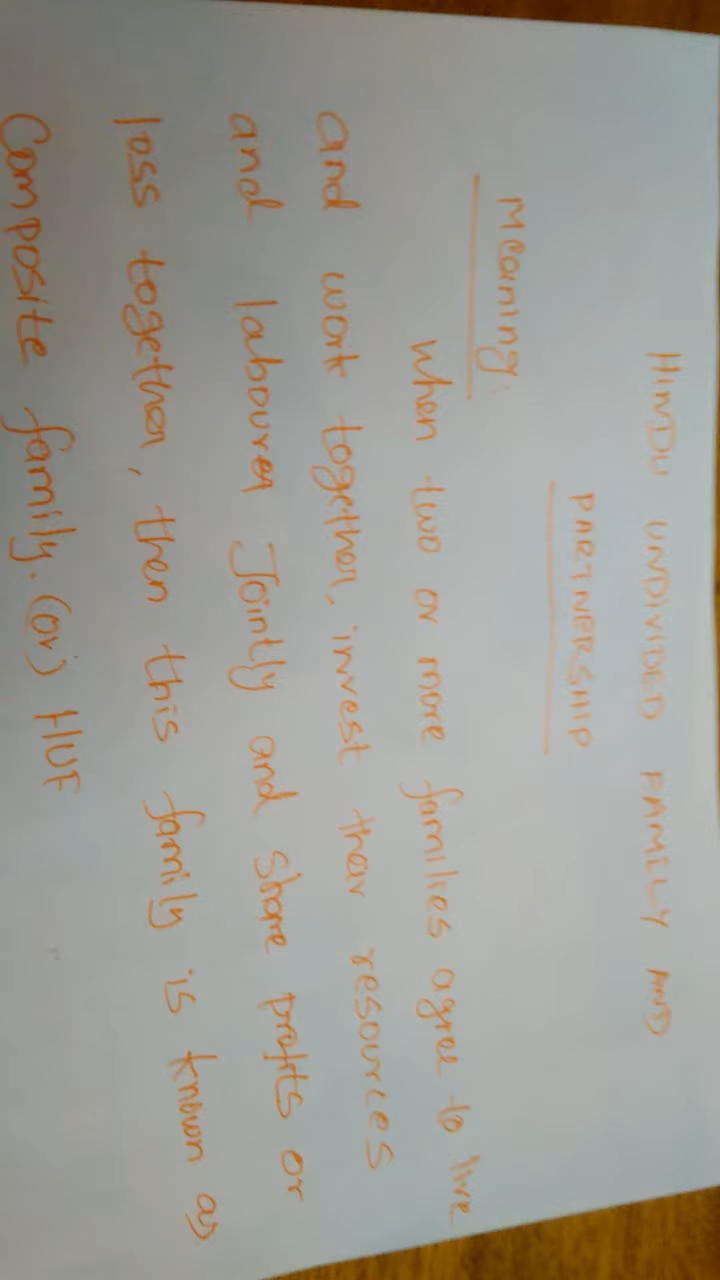 HINDU UNDIVIDED FAMILY AND
PARTNERSHIP
Meaning:
When two or more families agree to live
and work together, invest their resources
and labourer Jointly and share profits or
loss together, then this family is known as
Composite family. (or) HUF